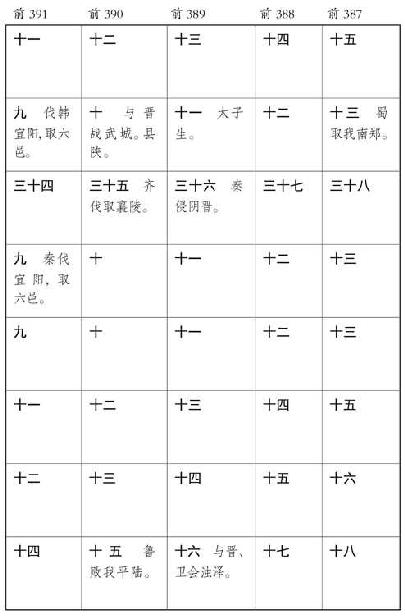 前 391
前 390
前 389
前 388
前 387
十一
十二
十三
十四
十五
九 伐韩
宜阳,取六
邑。
十 与晋
战武城。县
陕。
十一 太子
生。
十二
十三 蜀
取我南郑。
三十四
三十五 齐
伐取襄陵。
三十六 秦
侵阴晋。
三十七
三十八
九 秦伐
宜阳,取
六邑。
十
十一
十二
十三
九
十
十一
十二
十三
十一
十二
十三
十四
十五
十二
十三
十四
十五
十六
十四
十五 鲁
败我平陆。
十六 与晋、
卫会浊泽。
十七
十八